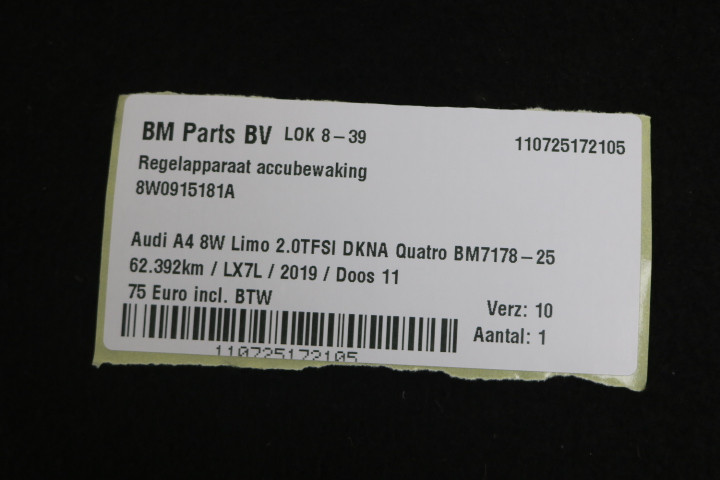 BM Parts BV LOK 8-39 110725172105
Regelapparaat accubewaking
8W0915181A
Audi A4 8W Limo 2.0TFSI DKNA Quatro BM7178-25
62.392km / LX7L / 2019 / Doos 11
75 Euro incl. BTW
Verz: 10
Aantal: 1
110725172105